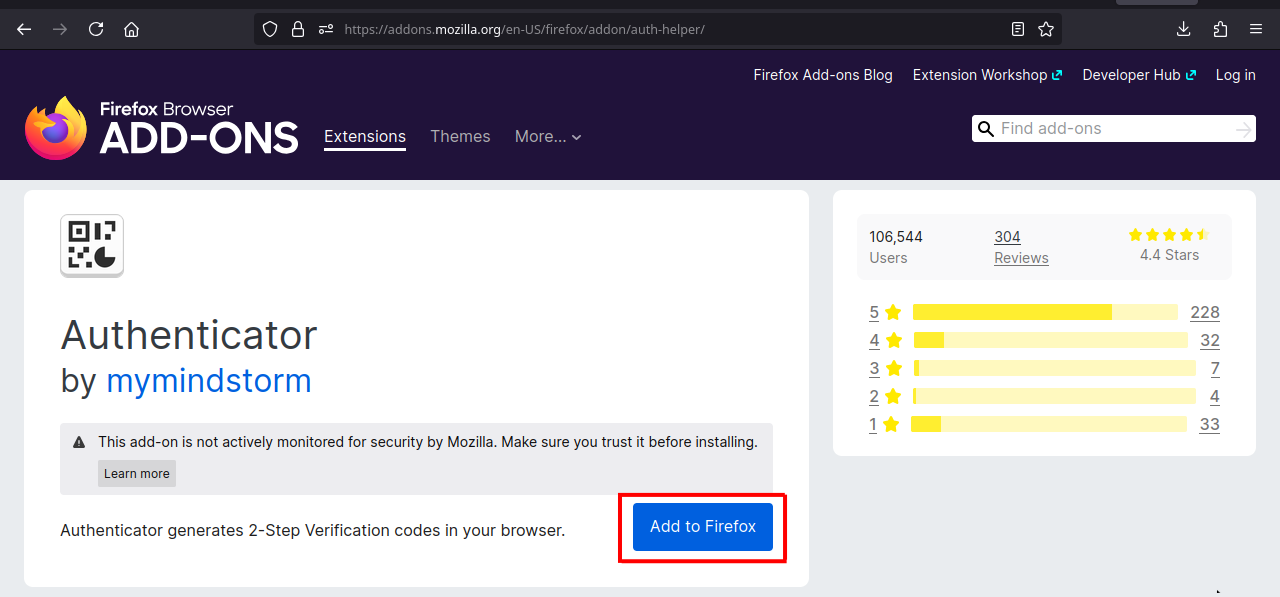 https://addons.mozilla.org/en-US/firefox/addon/auth-helper/
Firefox Add-ons Blog Extension Workshop Developer Hub Log in
Firefox Browser
ADD-ONS
Extensions Themes More...
Find add-ons
Authenticator
by mymindstorm
This add-on is not actively monitored for security by Mozilla. Make sure you trust it before installing.
Learn more
Authenticator generates 2-Step Verification codes in your browser.
Add to Firefox
106,544 304
Users Reviews 4.4 Stars
5 228
4 32
3 7
2 4
1 33